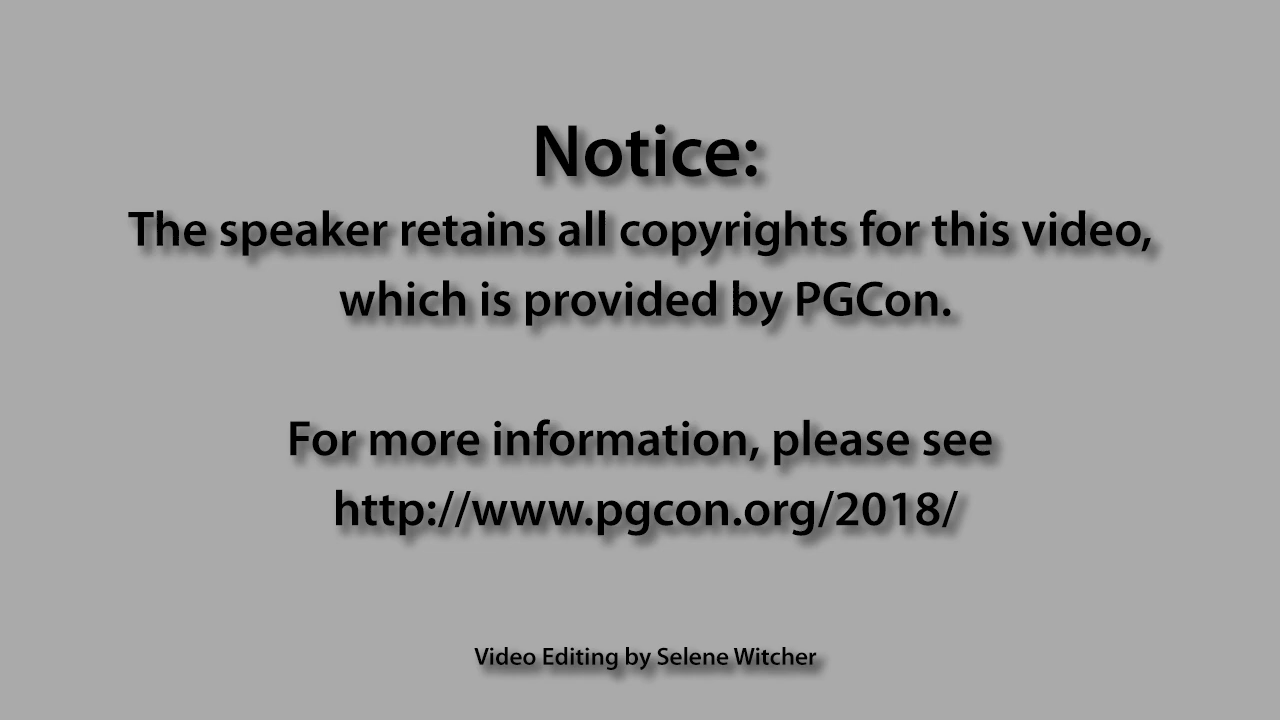 Notice:
The speaker retains all copyrights for this video,
which is provided by PGCon.
For more information, please see
http://www.pgcon.org/2018/
Video Editing by Selene Witcher